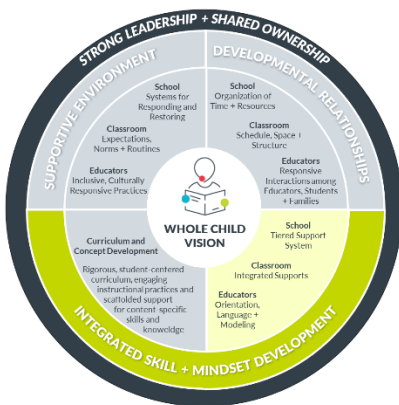 STRONG LEADERSHIP + SHARED OWNERSHIP
SUPPORTIVE ENVIRONMENT
DEVELOPMENTAL RELATIONSHIPS
School
Systems for
Responding and
Restoring
Classroom
Expectations,
Norms + Routines
Educators
Inclusive, Culturally
Responsive Practices
School
Organization of
Time + Resources
Classroom
Schedule, Space +
Structure
Educators
Responsive
Interactions among
Educators, Students
+ Families
WHOLE CHILD
VISION
Curriculum and
Concept Development
Rigorous, student-centered
curriculum, engaging
instructional practices and
scaffolded support
for content-specific
skills and
knoweldge
School
Tiered Support
System
Classroom
Integrated Supports
Educators
Orientation,
Language +
Modeling
INTEGRATED SKILL + MINDSET DEVELOPMENT